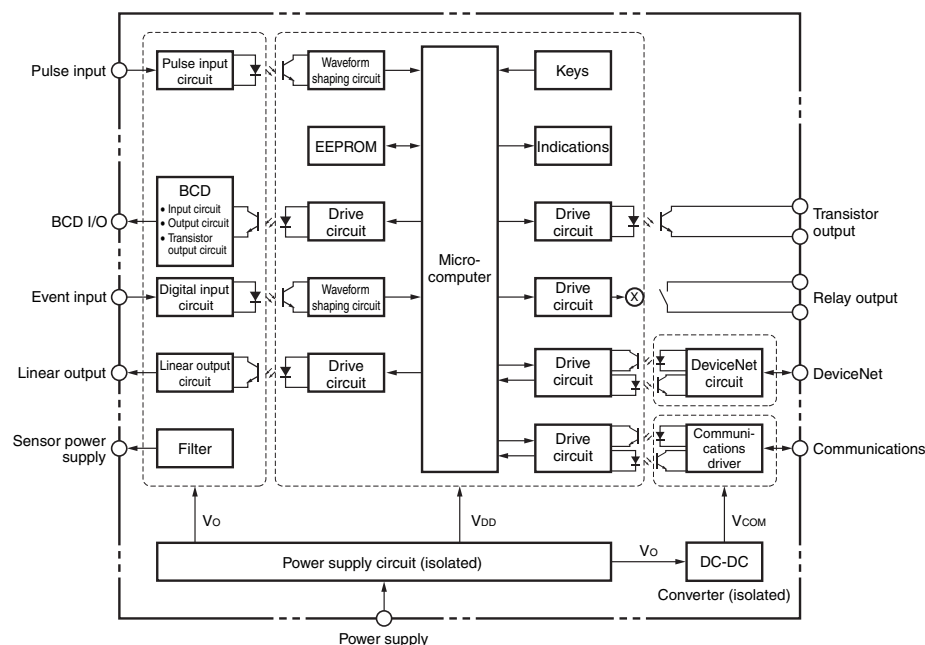 Pulse input
Pulse input
circuit
Waveform
shaping circuit
Keys
EEPROM
Indications
BCD I/O
BCD
• Input circuit
• Output circuit
• Transistor
output circuit
Drive
circuit
Micro-
computer
Drive
circuit
Transistor
output
Event input
Digital input
circuit
Waveform
shaping circuit
Drive
circuit
X
Relay output
Linear output
Linear output
circuit
Drive
circuit
Drive
circuit
DeviceNet
circuit
DeviceNet
Sensor power
supply
Filter
Drive
circuit
Communi-
cations
driver
Communications
VO
VDD
VCOM
Power supply circuit (isolated)
VO
DC-DC
Converter (isolated)
Power supply